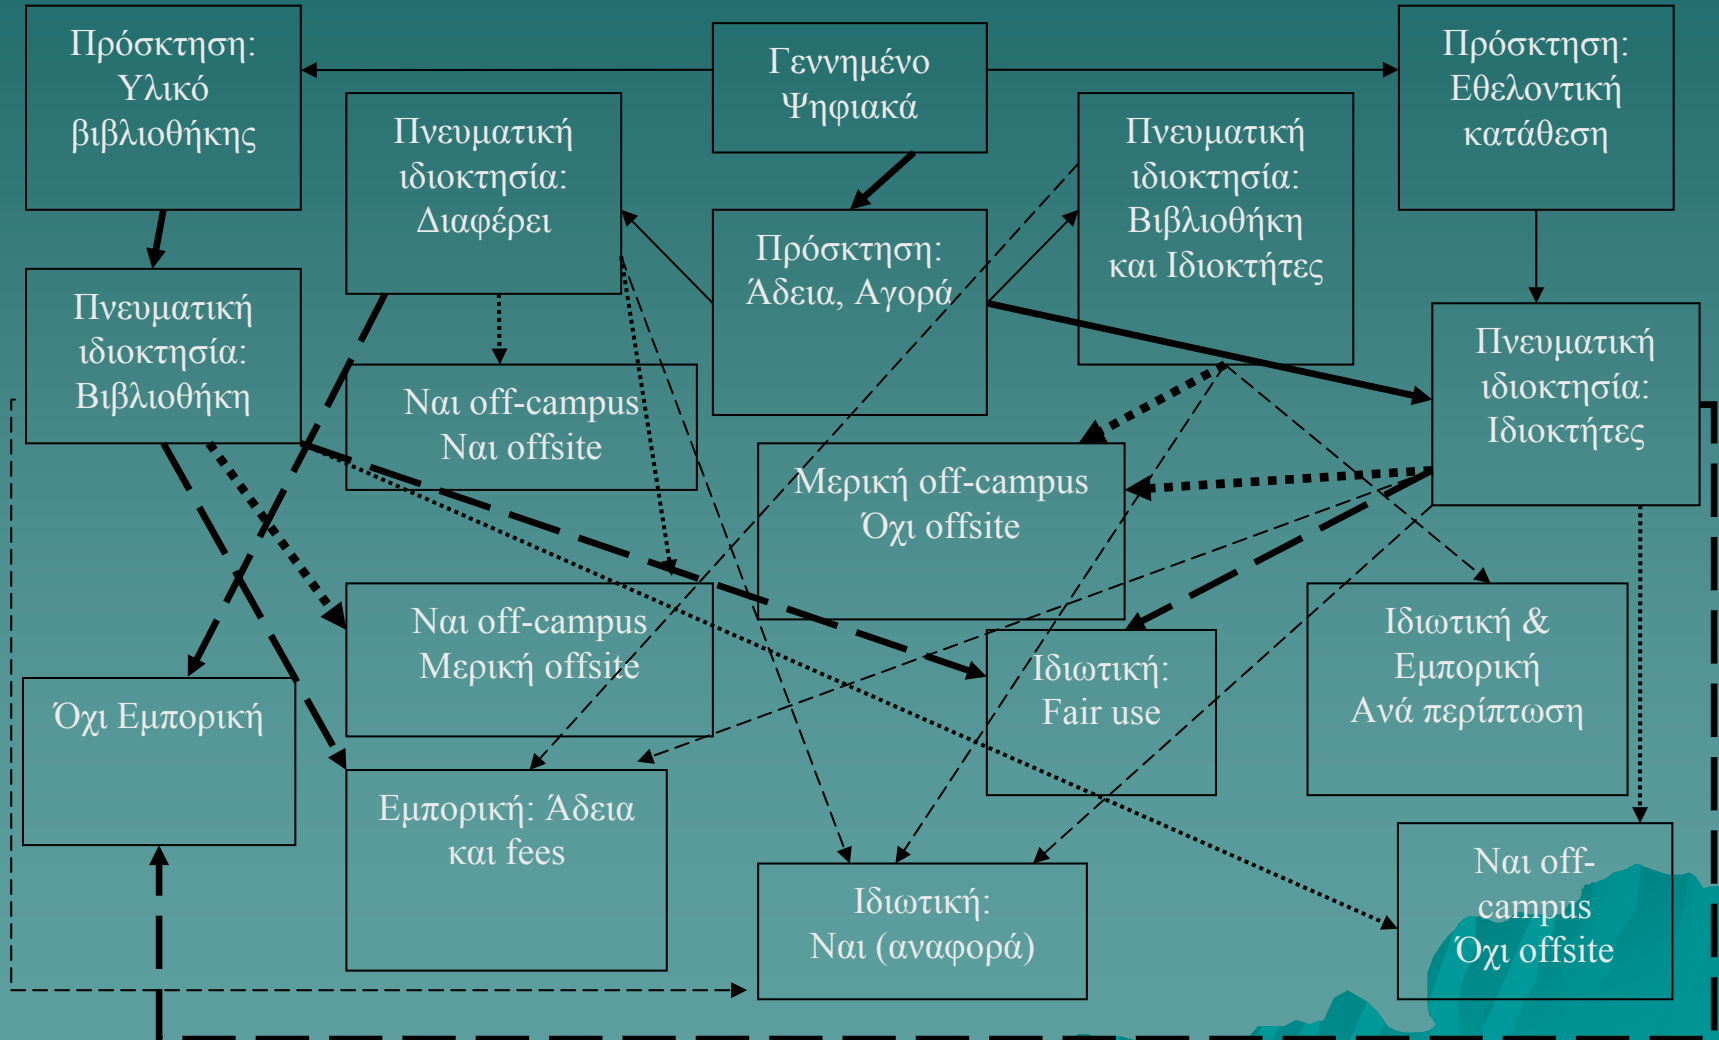 Πρόσκτηση:
Υλικό
βιβλιοθήκης
Γεννημένο
Ψηφιακά
Πρόσκτηση:
Εθελοντική
κατάθεση
Πνευματική
ιδιοκτησία:
Διαφέρει
Πνευματική
ιδιοκτησία:
Βιβλιοθήκη
και Ιδιοκτήτες
Πρόσκτηση:
Άδεια, Αγορά
Πνευματική
ιδιοκτησία:
Βιβλιοθήκη
Πνευματική
ιδιοκτησία:
Ιδιοκτήτες
Ναι off-campus
Ναι offsite
Μερική off-campus
Όχι offsite
Ναι off-campus
Μερική offsite
Ιδιωτική:
Fair use
Ιδιωτική &
Εμπορική
Ανά περίπτωση
Όχι Εμπορική
Εμπορική: Άδεια
και fees
Ιδιωτική:
Ναι (αναφορά)
Ναι off-
campus
Όχι offsite